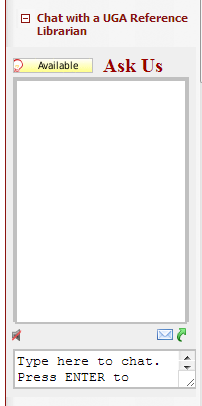 Chat with a UGA Reference
Librarian
Available
Ask Us
Type here to chat.
Press ENTER to